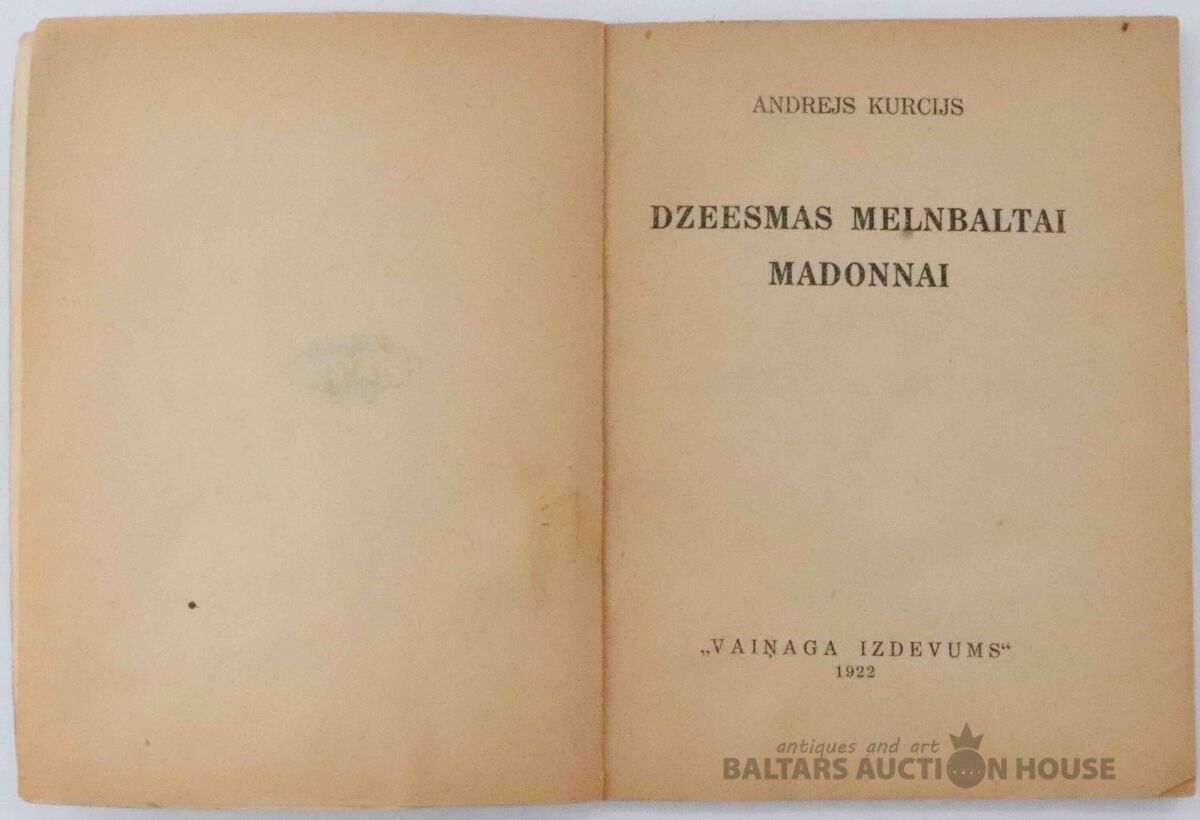 ANDREJS KURCIJS
DZEESMAS MELNBALTAI
MADONNAI
„VAIŅAGA IZDEVUMS“
1922
antiques and art
BALTARS AUCTION HOUSE